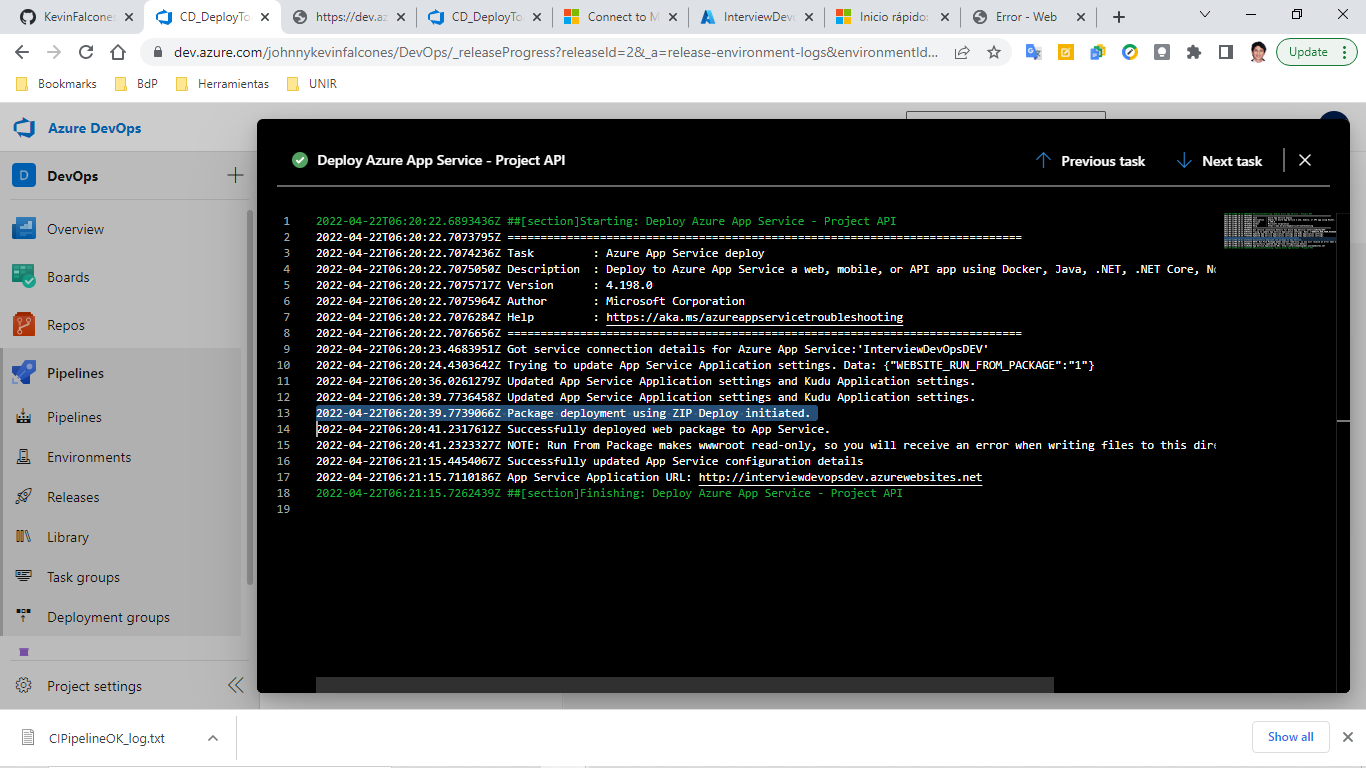 KevinFalcones
CD_DeployTo
https://dev.az
CD_DeployTo
Connect to M
InterviewDev
Inicio rápido
Error - Web
dev.azure.com/johnnykevinfalcones/DevOps/_releaseProgress?releaseId=2&_a=release-environment-logs&environmentId...
Update
Bookmarks
BdP
Herramientas
UNIR
Azure DevOps
D
DevOps
Overview
Boards
Repos
Pipelines
Pipelines
Environments
Releases
Library
Task groups
Deployment groups
Project settings
Deploy Azure App Service - Project API
Previous task
Next task
1 2022-04-22T06:20:22.6893436Z ##[section]Starting: Deploy Azure App Service - Project API
2 2022-04-22T06:20:22.7073795Z ==============================================================================
3 2022-04-22T06:20:22.7074236Z Task : Azure App Service deploy
4 2022-04-22T06:20:22.7075050Z Description : Deploy to Azure App Service a web, mobile, or API app using Docker, Java, .NET, .NET Core, No
5 2022-04-22T06:20:22.7075717Z Version : 4.198.0
6 2022-04-22T06:20:22.7075964Z Author : Microsoft Corporation
7 2022-04-22T06:20:22.7076284Z Help : https://aka.ms/azureappservicetroubleshooting
8 2022-04-22T06:20:22.7076656Z ==============================================================================
9 2022-04-22T06:20:23.4683951Z Got service connection details for Azure App Service:'InterviewDevOpsDEV'
10 2022-04-22T06:20:24.4303642Z Trying to update App Service Application settings. Data: {"WEBSITE_RUN_FROM_PACKAGE":"1"}
11 2022-04-22T06:20:36.0261279Z Updated App Service Application settings and Kudu Application settings.
12 2022-04-22T06:20:39.7736458Z Updated App Service Application settings and Kudu Application settings.
13 2022-04-22T06:20:39.7739066Z Package deployment using ZIP Deploy initiated.
14 2022-04-22T06:20:41.2317612Z Successfully deployed web package to App Service.
15 2022-04-22T06:20:41.2323327Z NOTE: Run From Package makes wwwroot read-only, so you will receive an error when writing files to this dire
16 2022-04-22T06:21:15.4454067Z Successfully updated App Service configuration details
17 2022-04-22T06:21:15.7110186Z App Service Application URL: http://interviewdevopsdev.azurewebsites.net
18 2022-04-22T06:21:15.7262439Z ##[section]Finishing: Deploy Azure App Service - Project API
19
CIPipelineOK_log.txt
Show all